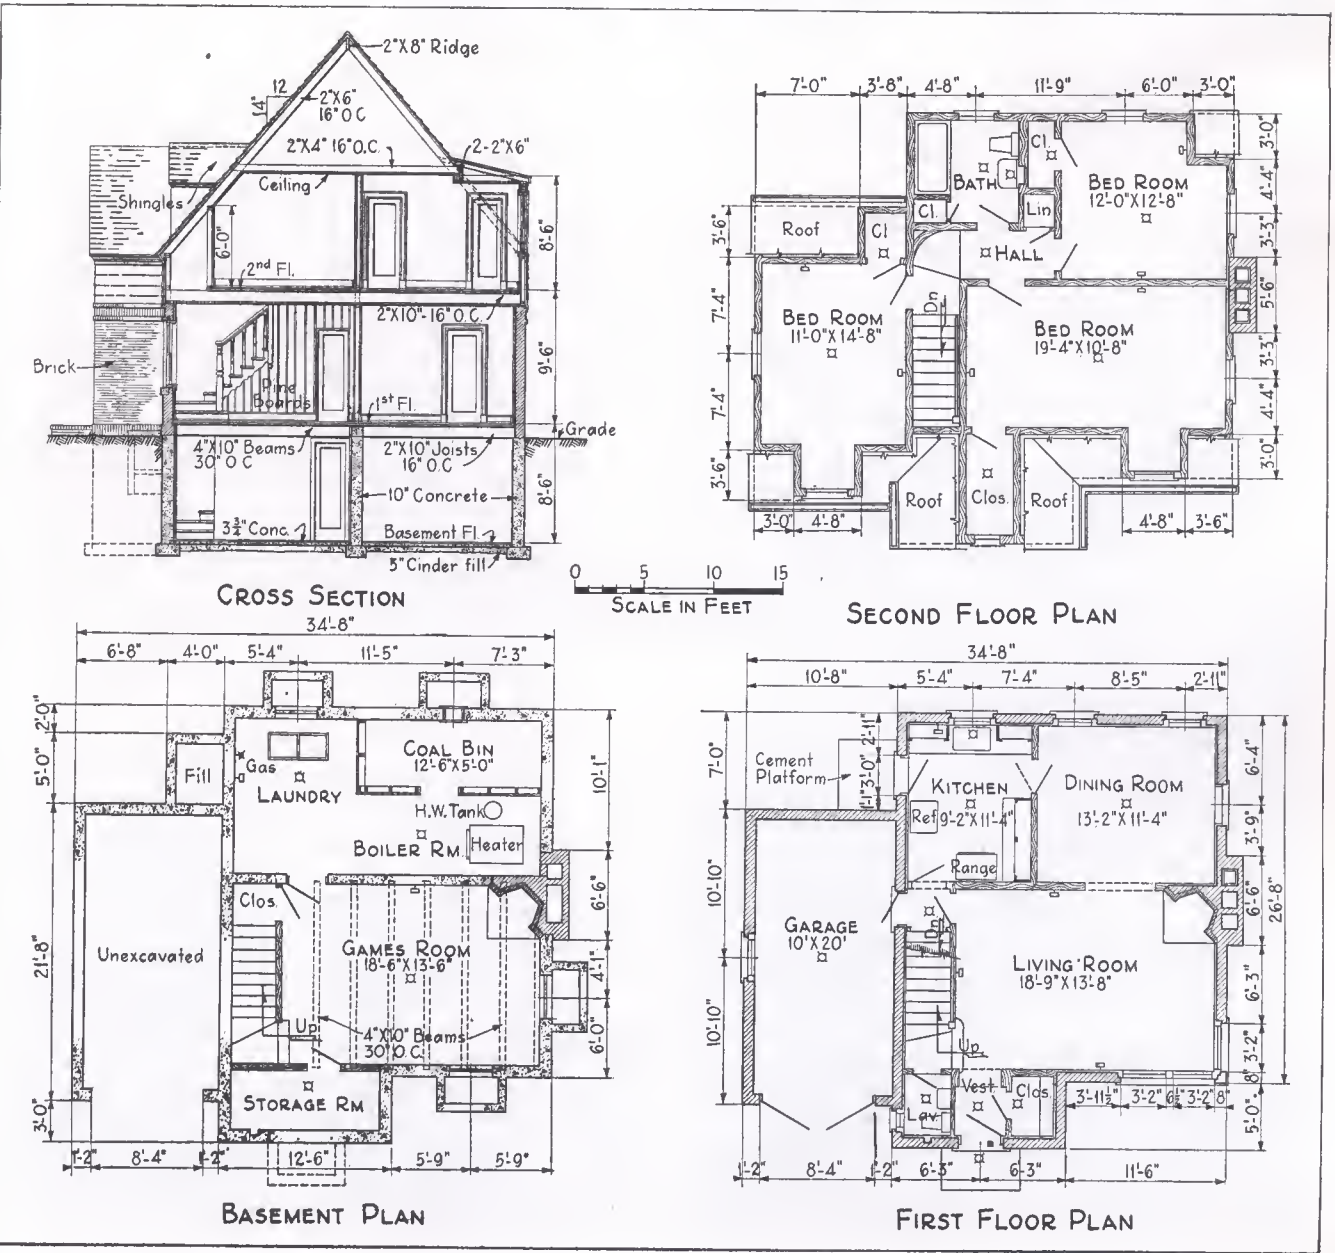 2"X8" Ridge
12
14"
2"X6"
16" O C
2"X4" 16" O.C.
2-2"X6"
Ceiling
Shingles
6'-0"
8'-6"
2nd Fl.
2"X10"-16" O.C.
Brick
9'-6"
Pine
Boards
1st Fl.
Grade
4"X10" Beams
30" O C
2"X10" Joists
16" O.C
10" Concrete
8'-6"
3¾" Conc.
Basement Fl.
5" Cinder fill
CROSS SECTION
0 5 10 15
SCALE IN FEET
7'-0" 3'-8" 4'-8" 11'-9" 6'-0" 3'-0"
3'-0"
Cl.
BATH
BED ROOM
12'-0"X12'-8"
4'-4"
Cl.
Lin
3'-6"
Roof
Cl
HALL
3'-3"
5'-6"
7'-4"
Dn
BED ROOM
11'-0"X14'-8"
BED ROOM
19'-4"X10'-8"
3'-3"
7'-4"
4'-4"
3'-6"
3'-0"
Roof
Clos.
Roof
3'-0" 4'-8"
4'-8" 3'-6"
SECOND FLOOR PLAN
34'-8"
6'-8" 4'-0" 5'-4" 11'-5" 7'-3"
2'-0"
5'-0"
Fill
Gas
LAUNDRY
COAL BIN
12'-6"X5'-0"
10'-1"
H.W.Tank
BOILER RM.
Heater
Clos.
6'-6"
21'-8"
Unexcavated
GAMES ROOM
18'-6"X13'-6"
4'-1"
Up
4"X10" Beams
30" O.C
6'-0"
STORAGE RM
3'-0"
1'-2" 8'-4" 1'-2" 12'-6" 5'-9" 5'-9"
BASEMENT PLAN
34'-8"
10'-8" 5'-4" 7'-4" 8'-5" 2'-11"
7'-0"
2'-11"
Cement
Platform
3'-0"
1'-1"
KITCHEN
9'-2"X11'-4"
Ref
Range
DINING ROOM
13'-2"X11'-4"
6'-4"
3'-9"
10'-10"
GARAGE
10'X20'
Dn
6'-6"
26'-8"
LIVING ROOM
18'-9"X13'-8"
6'-3"
10'-10"
Up
3'-2"
8"
Lav.
Vest.
Clos.
3'-11½" 3'-2" 6½" 3'-2" 8"
5'-0"
1'-2" 8'-4" 1'-2" 6'-3" 6'-3" 11'-6"
FIRST FLOOR PLAN